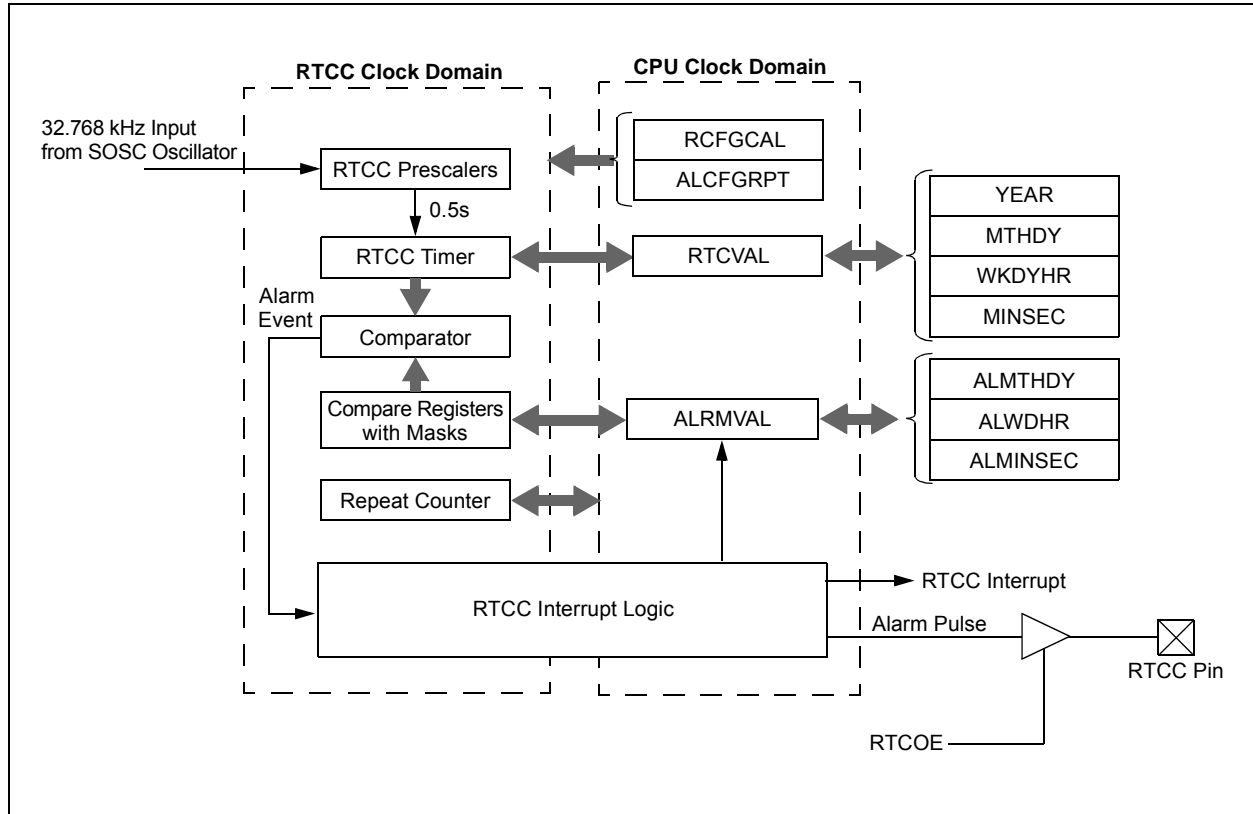 RTCC Clock Domain
CPU Clock Domain
32.768 kHz Input
from SOSC Oscillator
RTCC Prescalers
0.5s
RTCC Timer
Alarm
Event
Comparator
Compare Registers
with Masks
Repeat Counter
RCFGCAL
ALCFGRPT
RTCVAL
YEAR
MTHDY
WKDYHR
MINSEC
ALRMVAL
ALMTHDY
ALWDHR
ALMINSEC
RTCC Interrupt Logic
RTCC Interrupt
Alarm Pulse
RTCC Pin
RTCOE